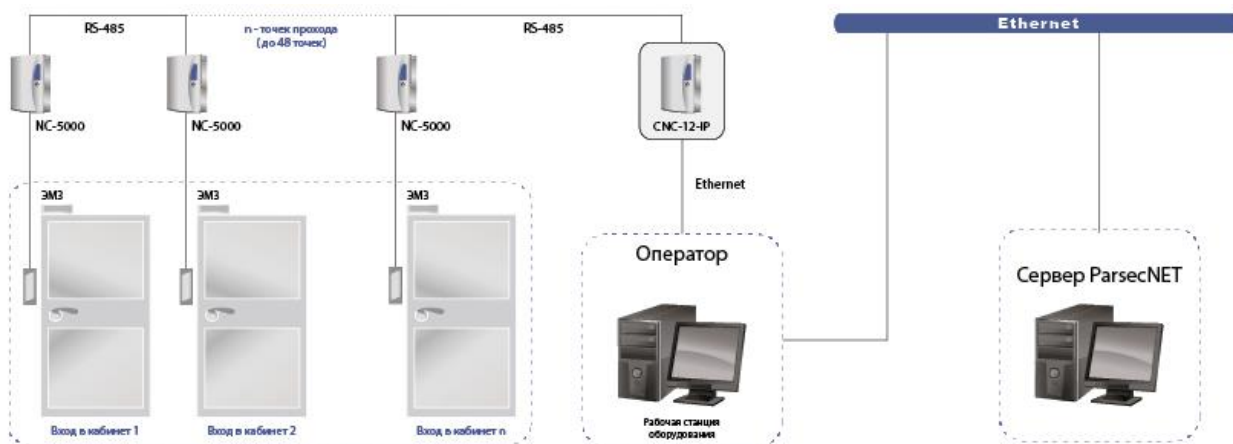 RS-485
n - точек прохода
(до 48 точек)
RS-485
Ethernet
NC-5000
NC-5000
NC-5000
CNC-12-IP
Ethernet
ЭМЗ
ЭМЗ
ЭМЗ
Оператор
Сервер ParsecNET
Вход в кабинет 1
Вход в кабинет 2
Вход в кабинет n
Рабочая станция
оборудования